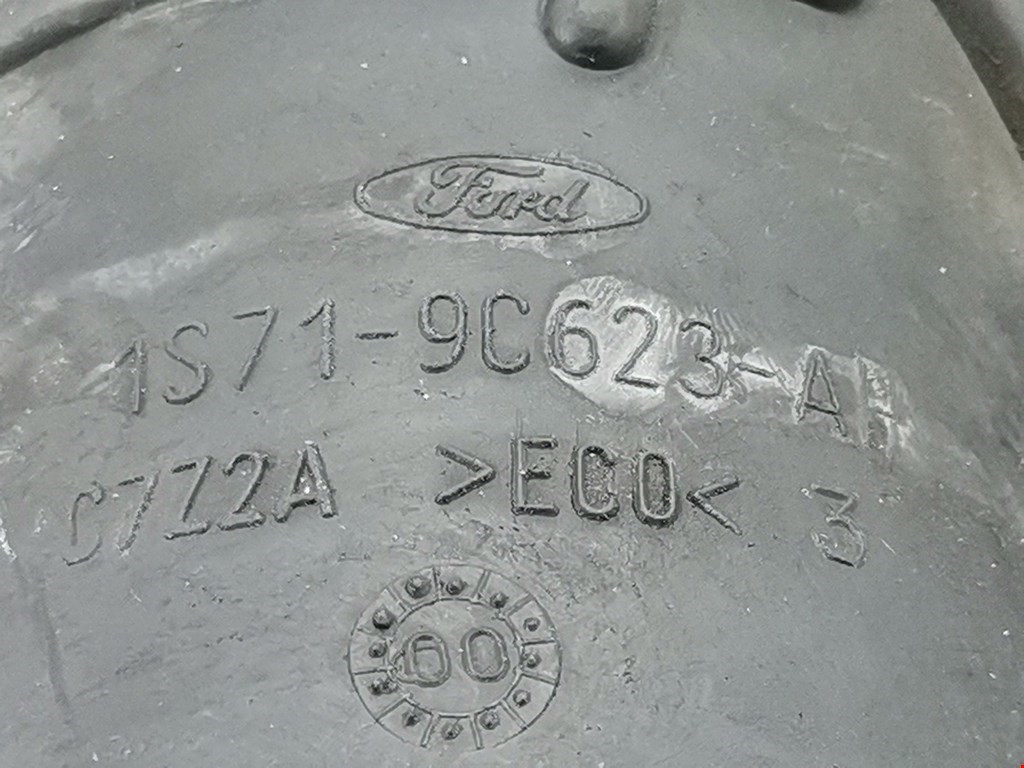 Ford
1S71-9C623-A
C7Z2A >ECO< 3
00